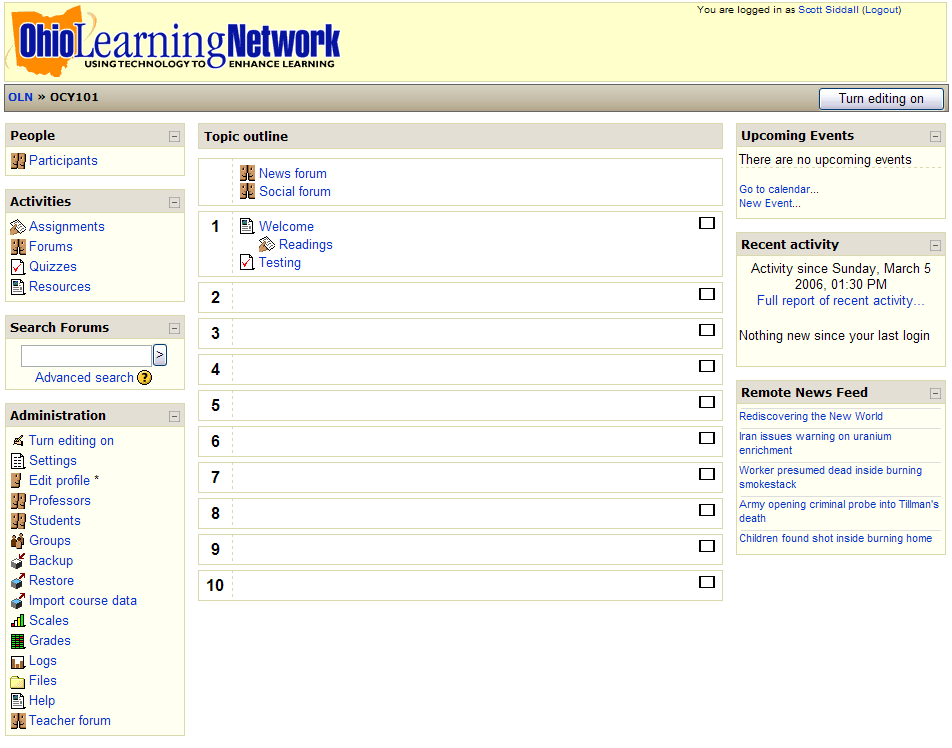 You are logged in as Scott Siddall (Logout)
OhioLearningNetwork
USING TECHNOLOGY TO ENHANCE LEARNING
OLN » OCY101
Turn editing on
People
Participants
Activities
Assignments
Forums
Quizzes
Resources
Search Forums
>
Advanced search ?
Administration
Turn editing on
Settings
Edit profile *
Professors
Students
Groups
Backup
Restore
Import course data
Scales
Grades
Logs
Files
Help
Teacher forum
Topic outline
News forum
Social forum
1
Welcome
Readings
Testing
2
3
4
5
6
7
8
9
10
Upcoming Events
There are no upcoming events
Go to calendar...
New Event...
Recent activity
Activity since Sunday, March 5
2006, 01:30 PM
Full report of recent activity...
Nothing new since your last login
Remote News Feed
Rediscovering the New World
Iran issues warning on uranium
enrichment
Worker presumed dead inside burning
smokestack
Army opening criminal probe into Tillman's
death
Children found shot inside burning home